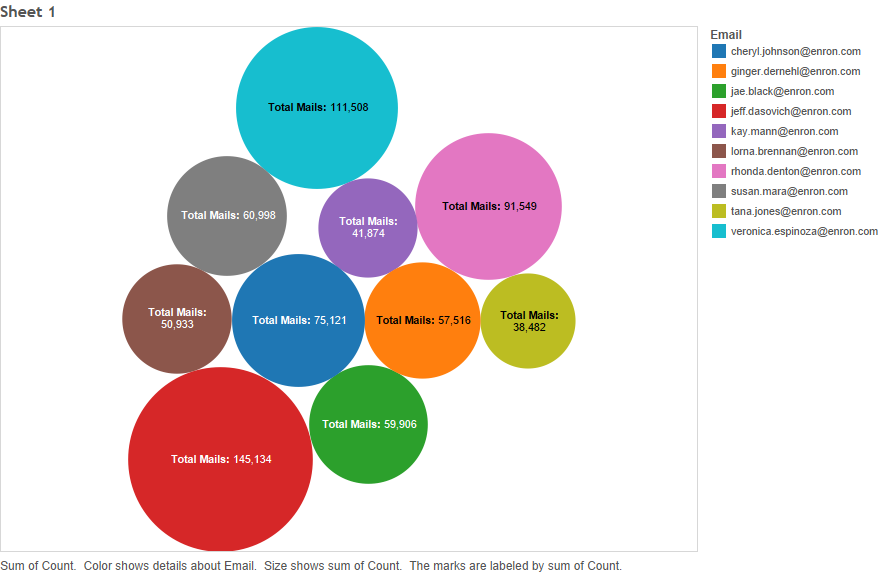 Sheet 1
Total Mails: 111,508
Total Mails: 91,549
Total Mails: 60,998
Total Mails:
41,874
Total Mails:
50,933
Total Mails: 75,121
Total Mails: 57,516
Total Mails:
38,482
Total Mails: 59,906
Total Mails: 145,134
Email
cheryl.johnson@enron.com
ginger.dernehl@enron.com
jae.black@enron.com
jeff.dasovich@enron.com
kay.mann@enron.com
lorna.brennan@enron.com
rhonda.denton@enron.com
susan.mara@enron.com
tana.jones@enron.com
veronica.espinoza@enron.com
Sum of Count.  Color shows details about Email.  Size shows sum of Count.  The marks are labeled by sum of Count.